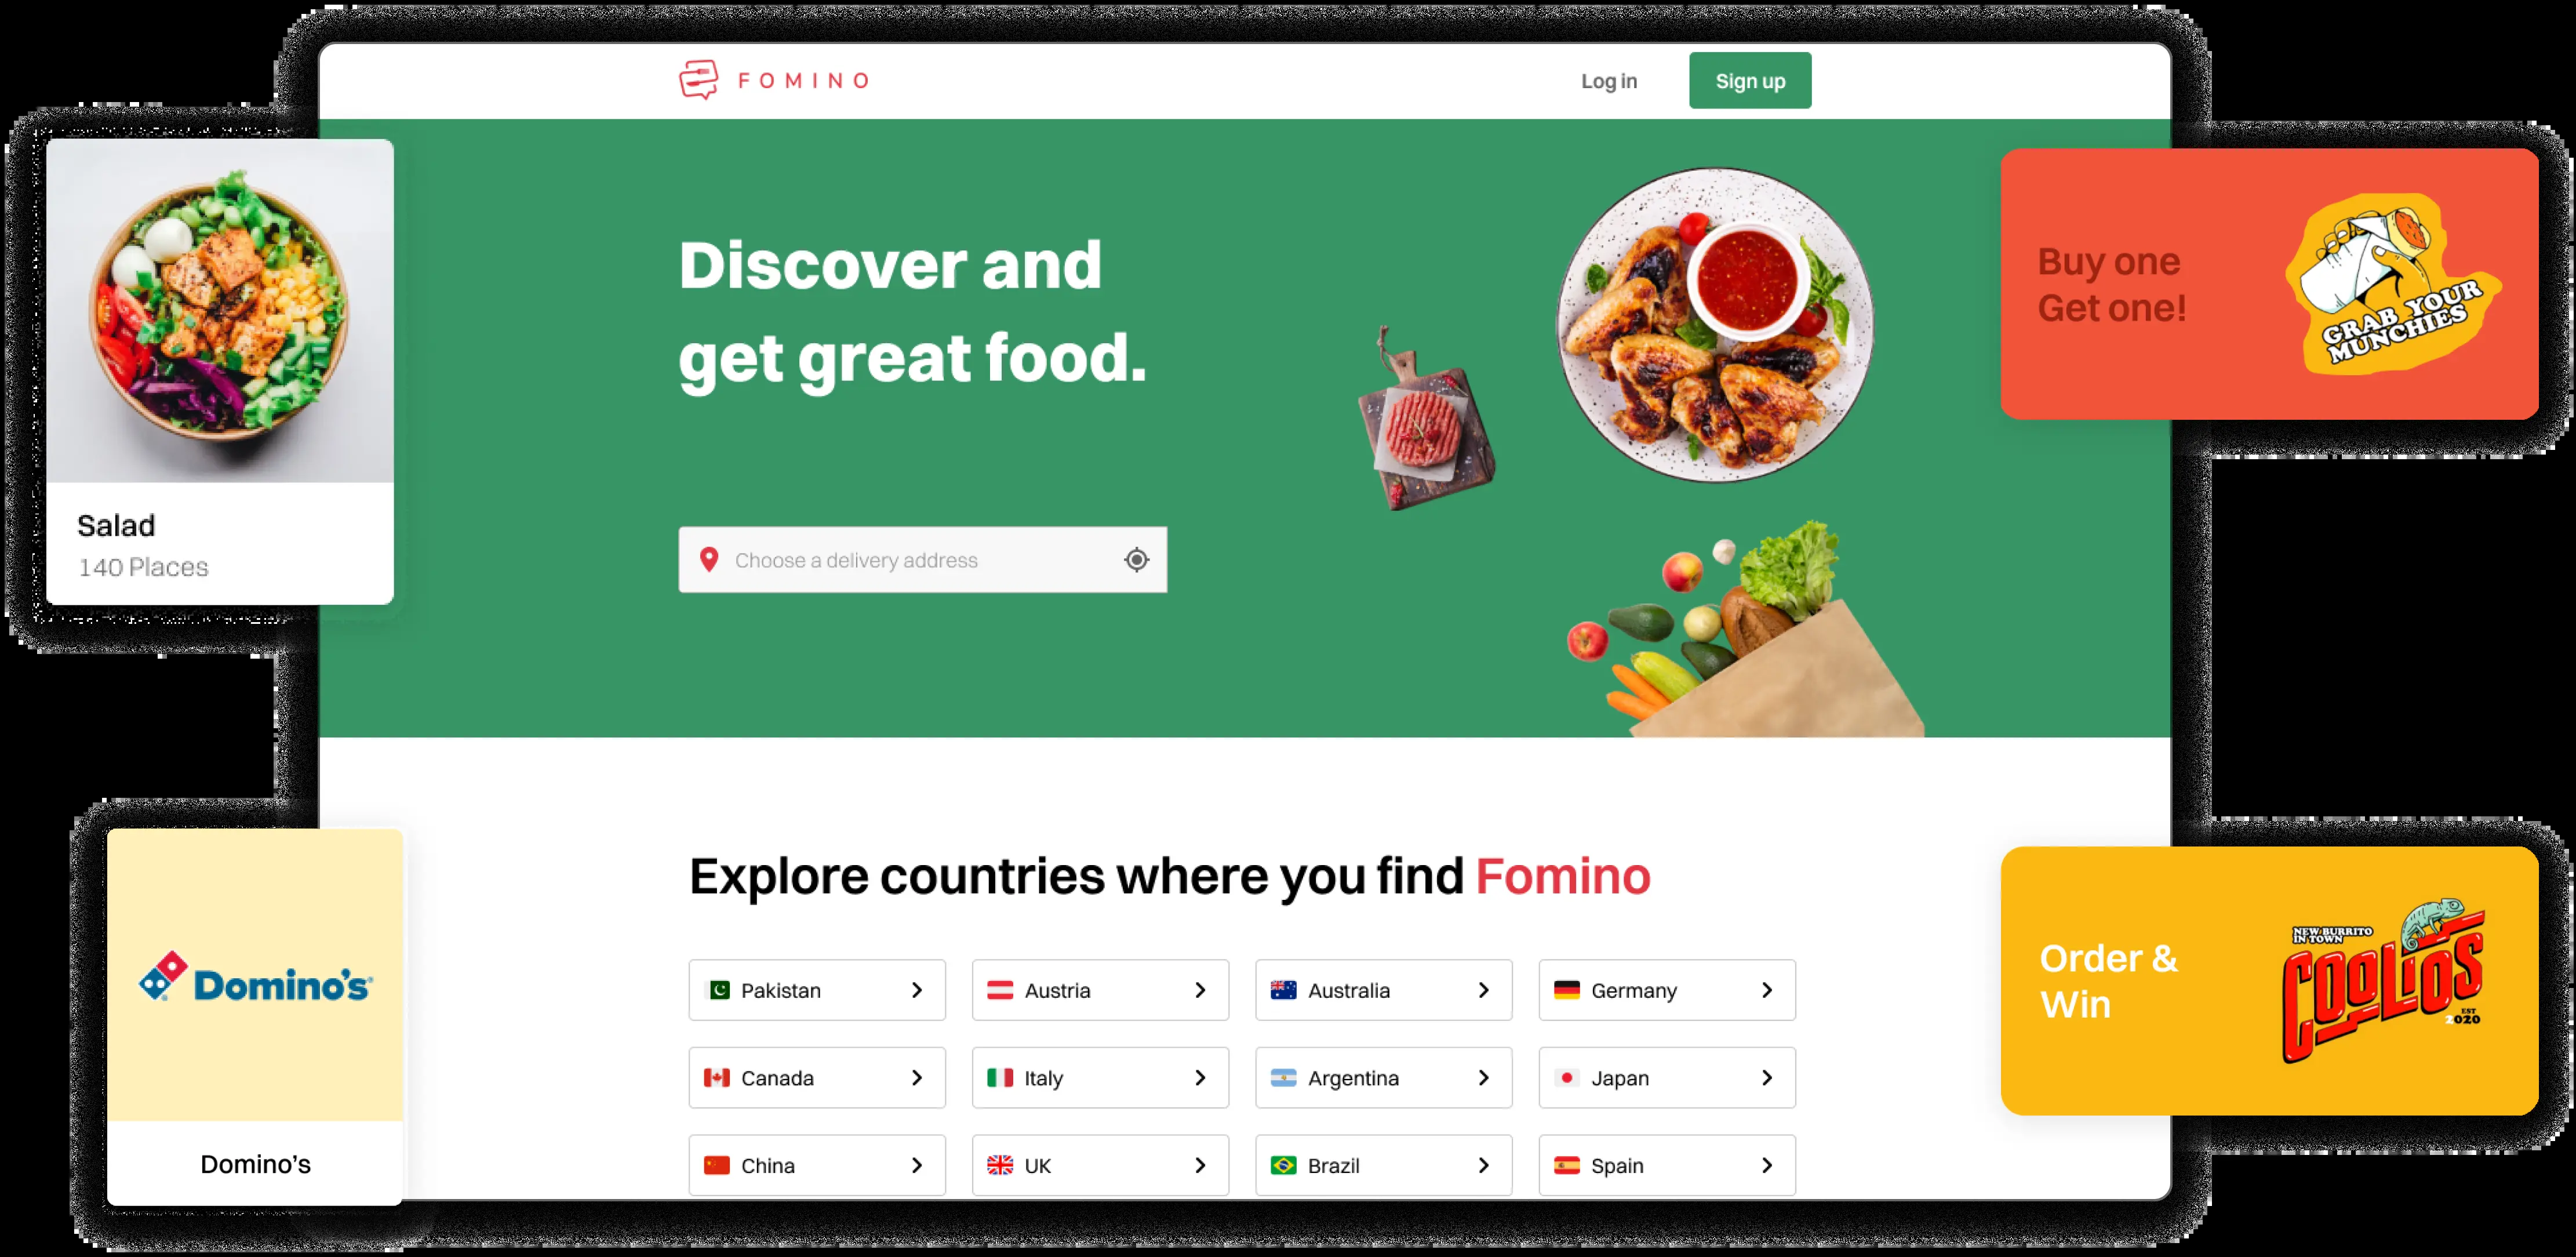 FOMINO
Log in
Sign up
Discover and
get great food.
Choose a delivery address
Salad
140 Places
Buy one
Get one!
GRAB YOUR
MUNCHIES
Explore countries where you find Fomino
Pakistan
Austria
Australia
Germany
Canada
Italy
Argentina
Japan
China
UK
Brazil
Spain
Domino's
Domino's
Order &
Win
NEW BURRITO
IN TOWN
COOLIOS
EST
2020